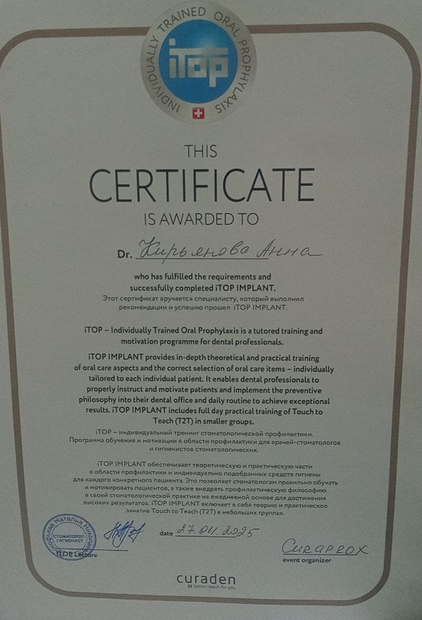 INDIVIDUALLY TRAINED ORAL PROPHYLAXIS
iTop
THIS
CERTIFICATE
IS AWARDED TO
Dr. Кирьянова Анна
who has fulfilled the requirements and
successfully completed iTOP IMPLANT.
Этот сертификат вручается специалисту, который выполнил
рекомендации и успешно прошел iTOP IMPLANT.
iTOP – Individually Trained Oral Prophylaxis is a tutored training and
motivation programme for dental professionals.
iTOP IMPLANT provides in-depth theoretical and practical training
of oral care aspects and the correct selection of oral care items – individually
tailored to each individual patient. It enables dental professionals to
properly instruct and motivate patients and implement the preventive
philosophy into their dental office and daily routine to achieve exceptional
results. iTOP IMPLANT includes full day practical training of Touch to
Teach (T2T) in smaller groups.
iTOP – индивидуальный тренинг стоматологической профилактики.
Программа обучения и мотивации в области профилактики для врачей-стоматологов
и гигиенистов стоматологических.
iTOP IMPLANT обеспечивает теоретическую и практическую части
в области профилактики и индивидуально подобранных средств гигиены
для каждого конкретного пациента. Это позволяет стоматологам правильно обучать
и мотивировать пациентов, а также внедрять профилактическую философию
в своей стоматологической практике на ежедневной основе для достижения
высоких результатов. iTOP IMPLANT включает в себя теорию и практическое
занятие Touch to Teach (T2T) в небольших группах.
Наталья
СТОМАТОЛОГ
ГИГИЕНИСТ
iTOP Lecture
date 27.04.2025
CURAPROX
event organizer
curaden
better health for you